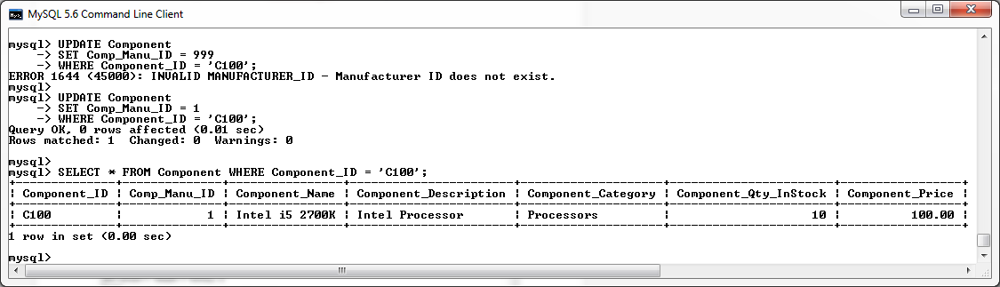 MySQL 5.6 Command Line Client
mysql> UPDATE Component
    -> SET Comp_Manu_ID = 999
    -> WHERE Component_ID = 'C100';
ERROR 1644 (45000): INVALID MANUFACTURER_ID - Manufacturer ID does not exist.
mysql>
mysql> UPDATE Component
    -> SET Comp_Manu_ID = 1
    -> WHERE Component_ID = 'C100';
Query OK, 0 rows affected (0.01 sec)
Rows matched: 1  Changed: 0  Warnings: 0
mysql>
mysql> SELECT * FROM Component WHERE Component_ID = 'C100';
+--------------+--------------+----------------+-----------------------+--------------------+-----------------------+-----------------+
| Component_ID | Comp_Manu_ID | Component_Name | Component_Description | Component_Category | Component_Qty_InStock | Component_Price |
+--------------+--------------+----------------+-----------------------+--------------------+-----------------------+-----------------+
| C100         |            1 | Intel i5 2700K | Intel Processor       | Processors         |                    10 |          100.00 |
+--------------+--------------+----------------+-----------------------+--------------------+-----------------------+-----------------+
1 row in set (0.00 sec)
mysql>